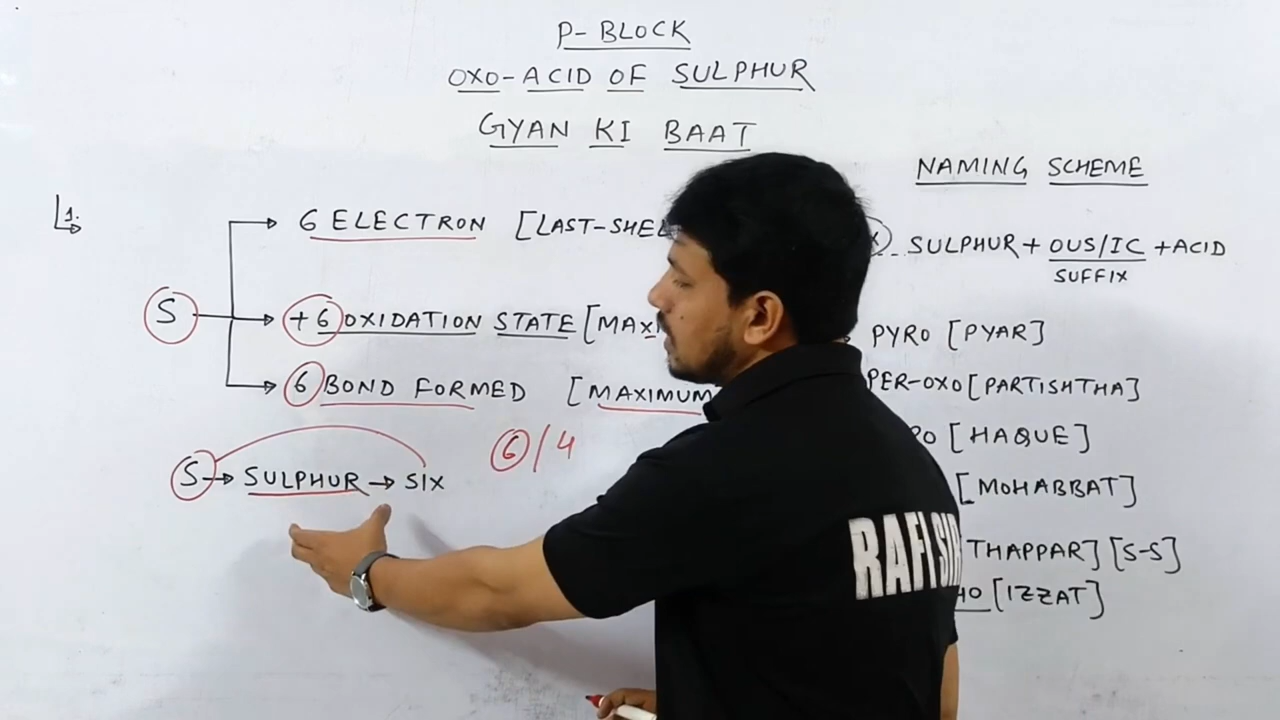 P-BLOCK
OXO-ACID OF SULPHUR
GYAN KI BAAT
1.
S
6 ELECTRON [LAST-SHEL
+6 OXIDATION STATE [MAX
6 BOND FORMED [MAXIMUM
S → SULPHUR → SIX
6/4
NAMING SCHEME
SULPHUR + OUS/IC + ACID
SUFFIX
PYRO [PYAR]
PER-OXO [PARTISHTHA]
RO [HAQUE]
[MOHABBAT]
THAPPAR] [S-S]
HO [IZZAT]
RAFI SIR